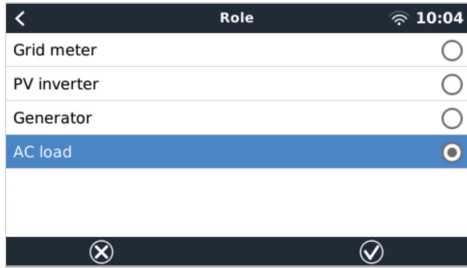 Role
10:04
Grid meter
PV inverter
Generator
AC load